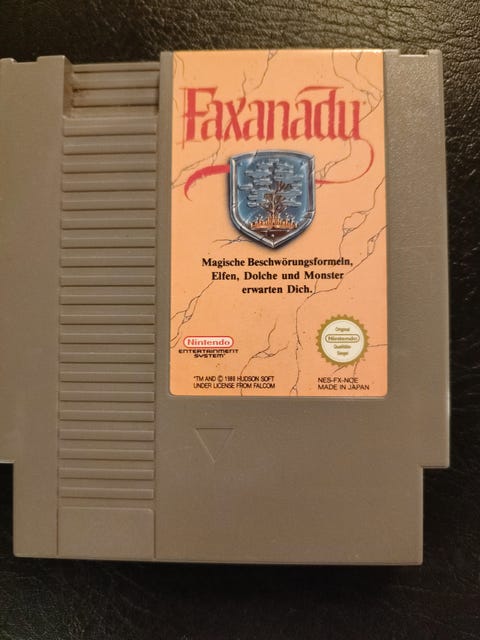 Faxanadu
Magische Beschwörungsformeln,
Elfen, Dolche und Monster
erwarten Dich.
Nintendo
ENTERTAINMENT
SYSTEM
Original
Nintendo
Qualitäts-
Siegel
™ AND © 1989 HUDSON SOFT
UNDER LICENSE FROM FALCOM
NES-FX-NOE
MADE IN JAPAN